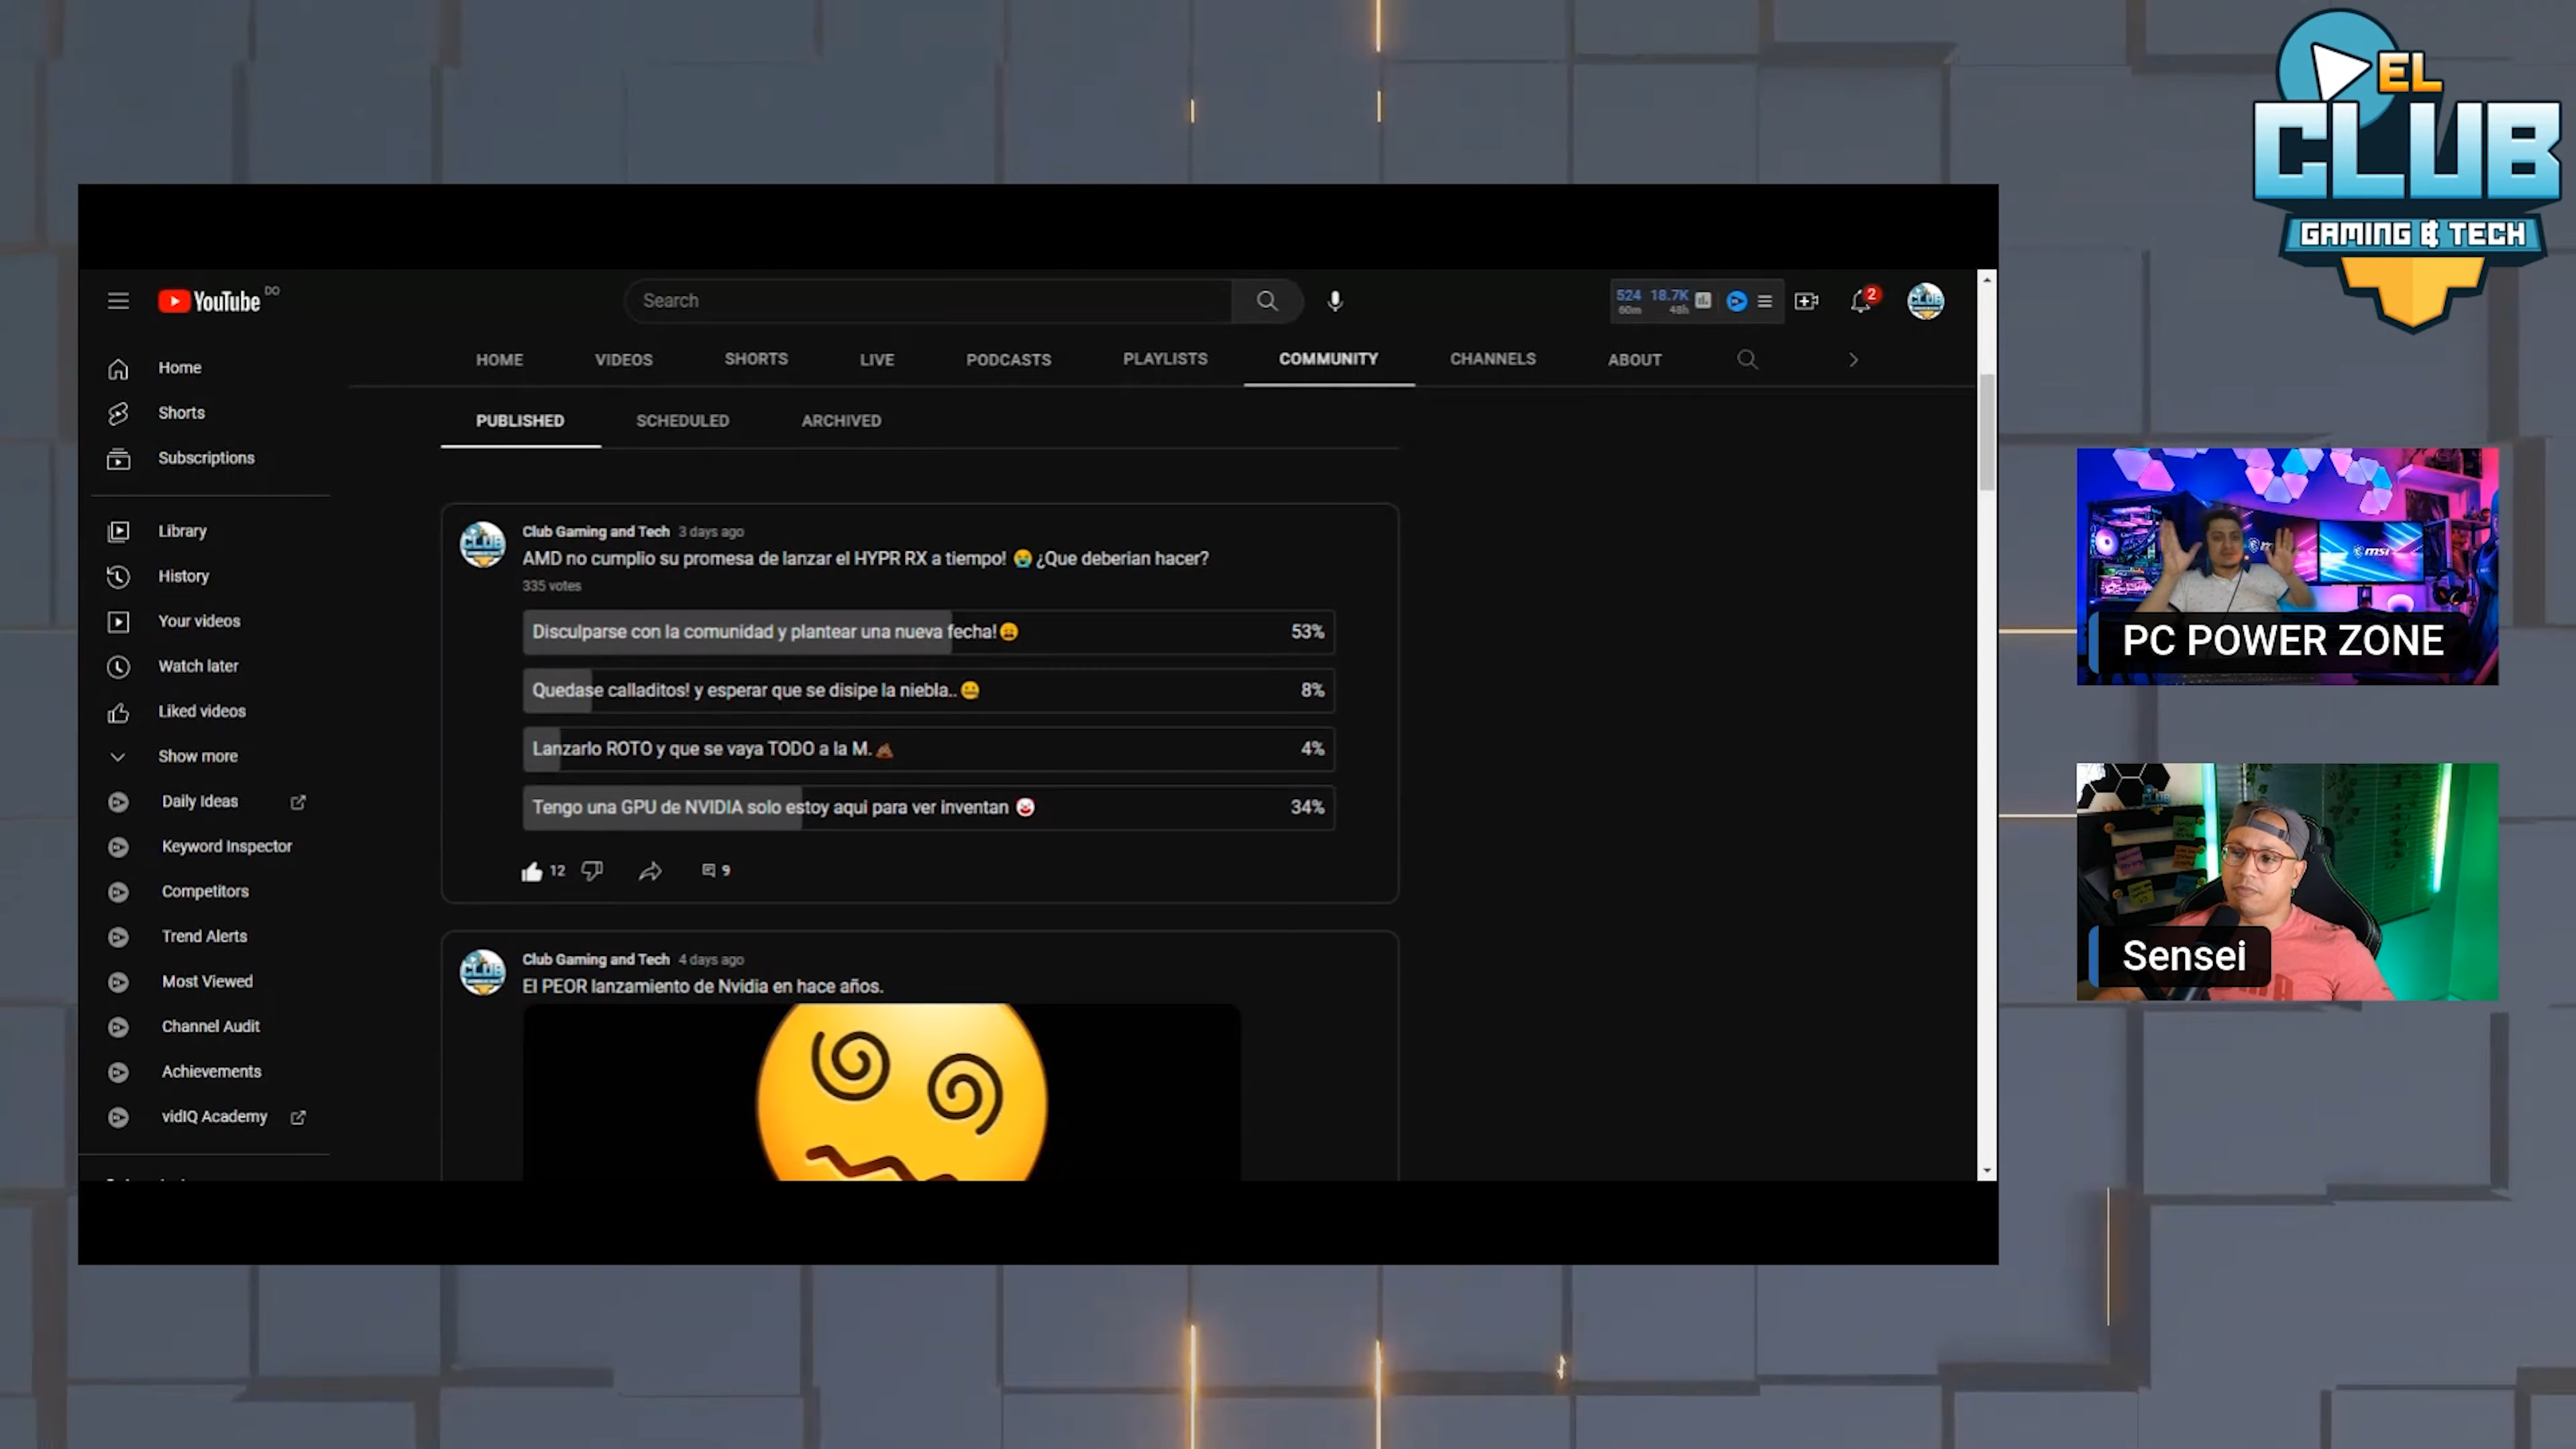 EL
CLUB
GAMING & TECH
YouTube DO
Search
524 18.7K
60m 48h
2
HOME VIDEOS SHORTS LIVE PODCASTS PLAYLISTS COMMUNITY CHANNELS ABOUT
PUBLISHED SCHEDULED ARCHIVED
Home
Shorts
Subscriptions
Library
History
Your videos
Watch later
Liked videos
Show more
Daily Ideas
Keyword Inspector
Competitors
Trend Alerts
Most Viewed
Channel Audit
Achievements
vidIQ Academy
Club Gaming and Tech 3 days ago
AMD no cumplio su promesa de lanzar el HYPR RX a tiempo! 😭 ¿Que deberian hacer?
335 votes
Disculparse con la comunidad y plantear una nueva fecha!😩 53%
Quedase calladitos! y esperar que se disipe la niebla..🤐 8%
Lanzarlo ROTO y que se vaya TODO a la M.💩 4%
Tengo una GPU de NVIDIA solo estoy aqui para ver inventan 🤡 34%
12 9
Club Gaming and Tech 4 days ago
El PEOR lanzamiento de Nvidia en hace años.
msi
PC POWER ZONE
Sensei